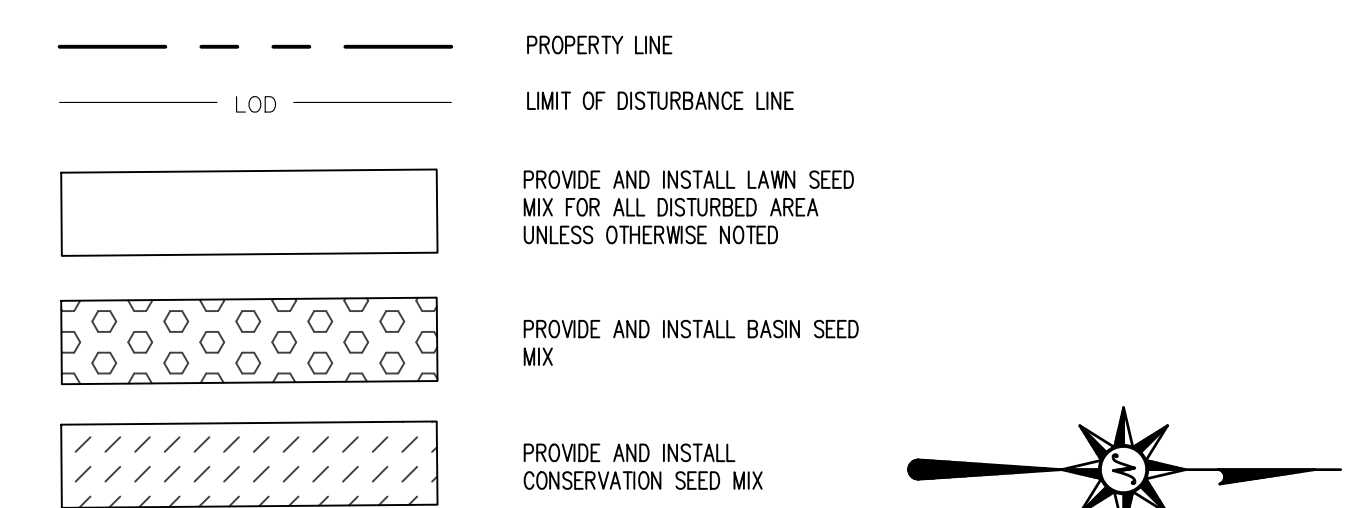 PROPERTY LINE
LOD
LIMIT OF DISTURBANCE LINE
PROVIDE AND INSTALL LAWN SEED
MIX FOR ALL DISTURBED AREA
UNLESS OTHERWISE NOTED
PROVIDE AND INSTALL BASIN SEED
MIX
PROVIDE AND INSTALL
CONSERVATION SEED MIX
N